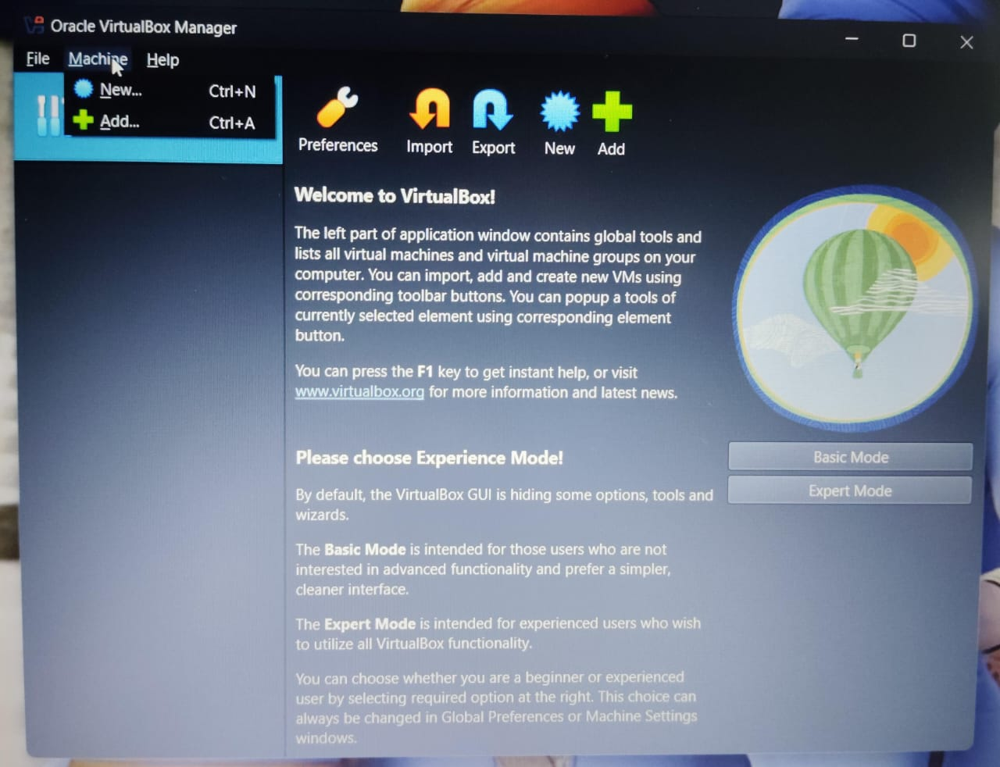 Oracle VirtualBox Manager
File Machine Help
New... Ctrl+N
Add... Ctrl+A
Preferences Import Export New Add
Welcome to VirtualBox!
The left part of application window contains global tools and
lists all virtual machines and virtual machine groups on your
computer. You can import, add and create new VMs using
corresponding toolbar buttons. You can popup a tools of
currently selected element using corresponding element
button.
You can press the F1 key to get instant help, or visit
www.virtualbox.org for more information and latest news.
Please choose Experience Mode!
By default, the VirtualBox GUI is hiding some options, tools and
wizards.
The Basic Mode is intended for those users who are not
interested in advanced functionality and prefer a simpler,
cleaner interface.
The Expert Mode is intended for experienced users who wish
to utilize all VirtualBox functionality.
You can choose whether you are a beginner or experienced
user by selecting required option at the right. This choice can
always be changed in Global Preferences or Machine Settings
windows.
Basic Mode
Expert Mode